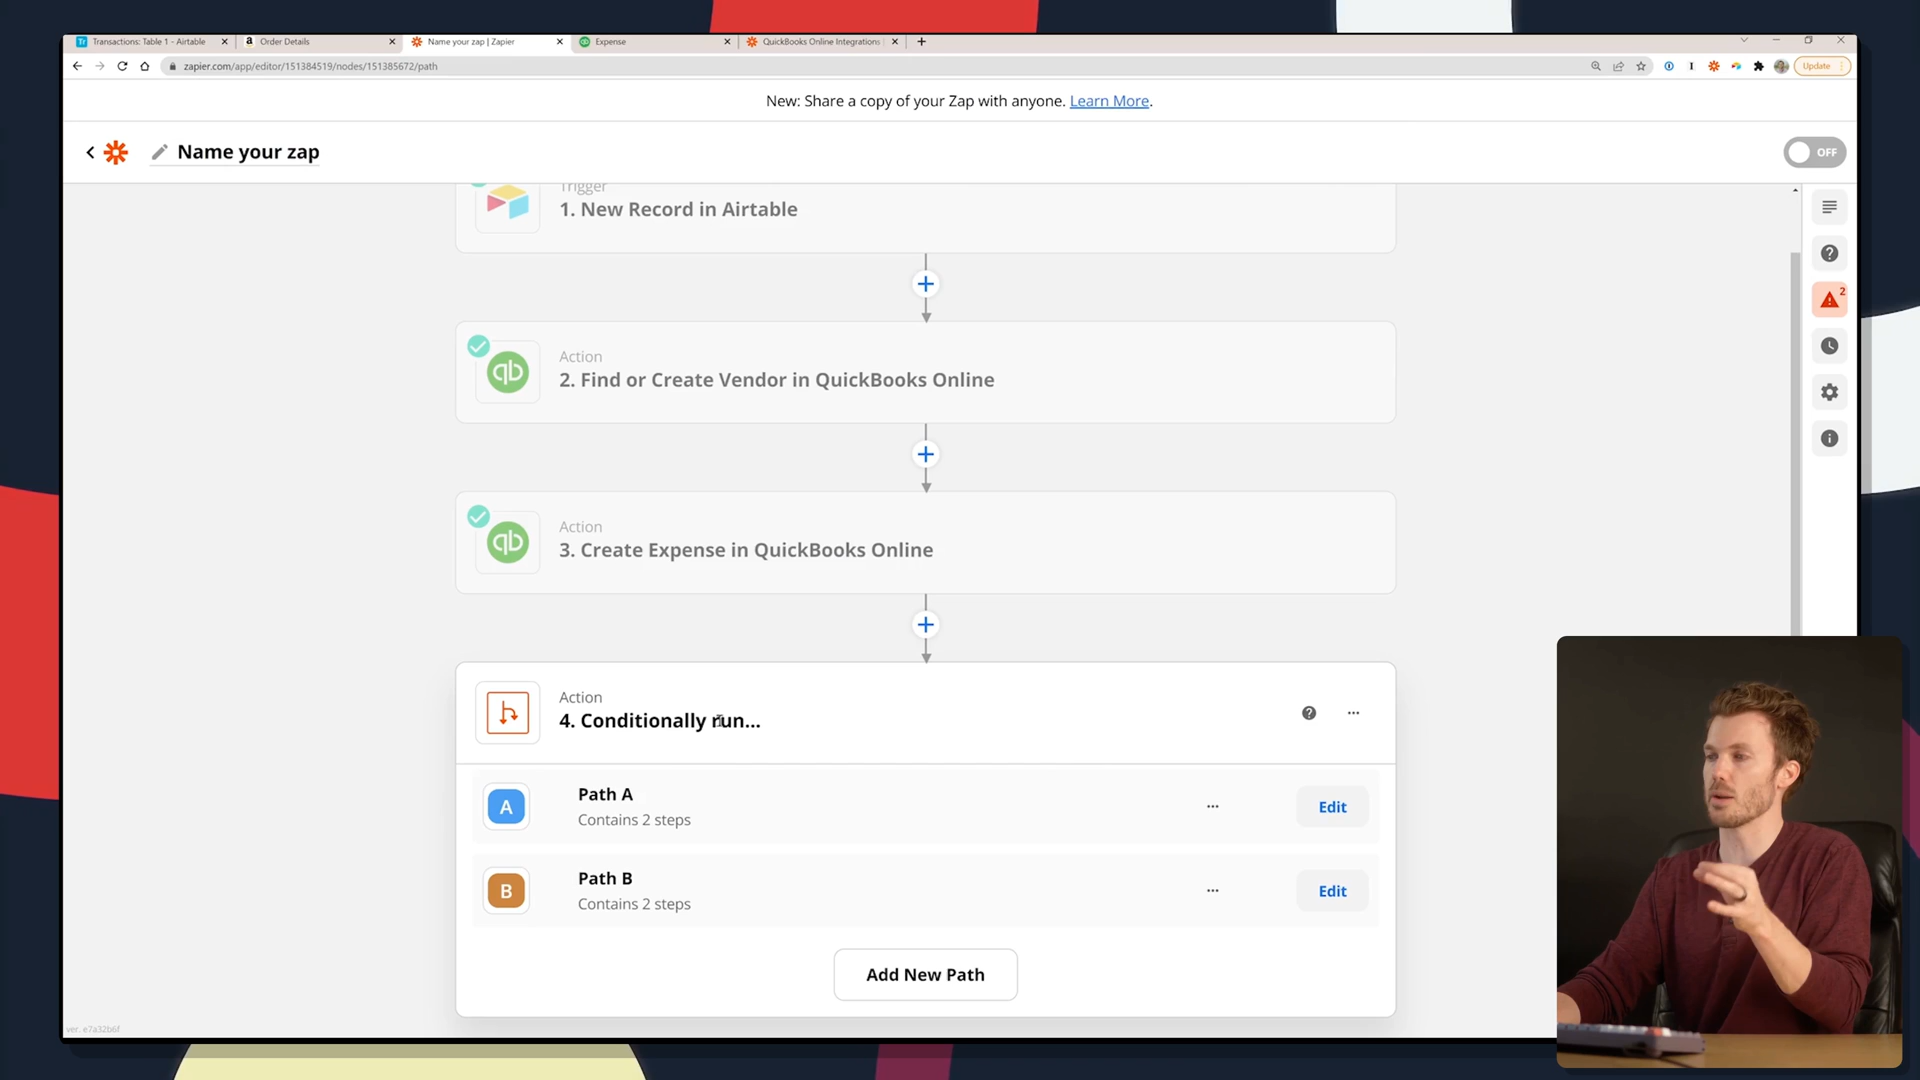 Transactions: Table 1 - Airtable
Order Details
Name your zap | Zapier
Expense
QuickBooks Online Integrations
zapier.com/app/editor/151384519/nodes/151385672/path
Update
New: Share a copy of your Zap with anyone. Learn More.
Name your zap
OFF
Trigger
1. New Record in Airtable
2
Action
2. Find or Create Vendor in QuickBooks Online
Action
3. Create Expense in QuickBooks Online
Action
4. Conditionally run...
A
Path A
Contains 2 steps
Edit
B
Path B
Contains 2 steps
Edit
Add New Path
ver. e7a32b6f